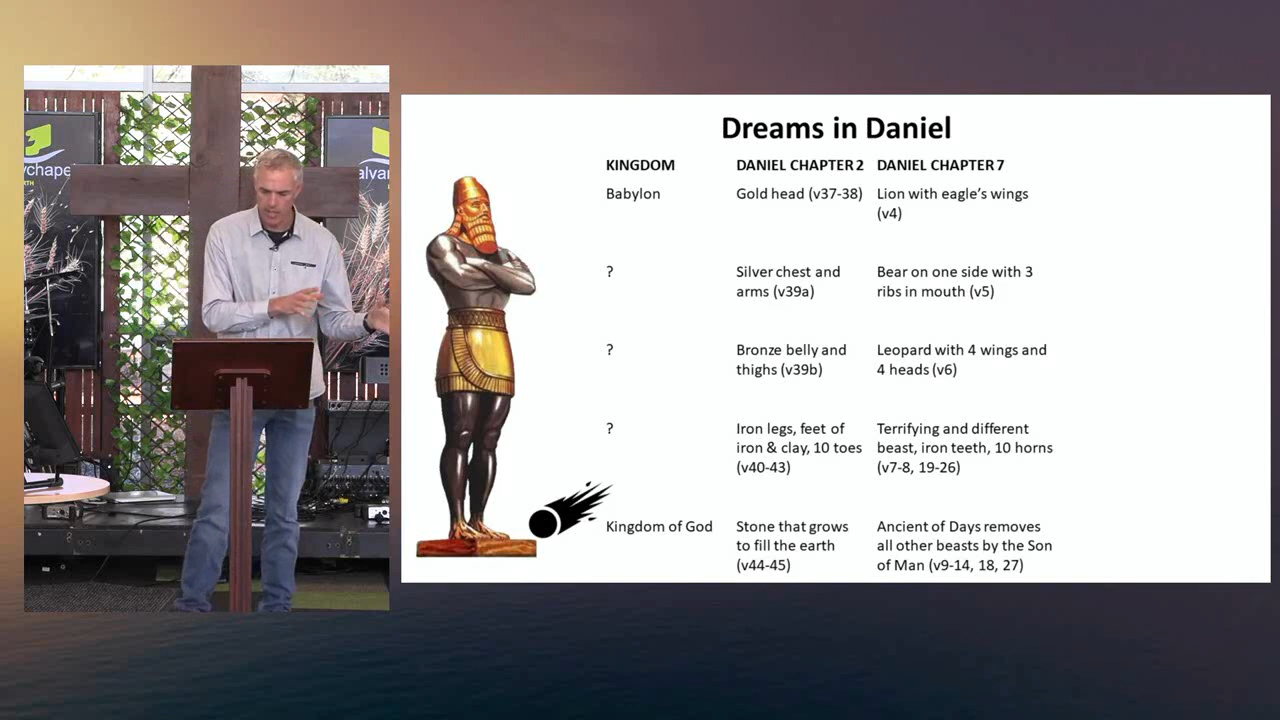 ychape
RTH
alvar
Dreams in Daniel
KINGDOM DANIEL CHAPTER 2 DANIEL CHAPTER 7
Babylon Gold head (v37-38) Lion with eagle's wings
(v4)
? Silver chest and Bear on one side with 3
arms (v39a) ribs in mouth (v5)
? Bronze belly and Leopard with 4 wings and
thighs (v39b) 4 heads (v6)
? Iron legs, feet of Terrifying and different
iron & clay, 10 toes beast, iron teeth, 10 horns
(v40-43) (v7-8, 19-26)
Kingdom of God Stone that grows Ancient of Days removes
to fill the earth all other beasts by the Son
(v44-45) of Man (v9-14, 18, 27)